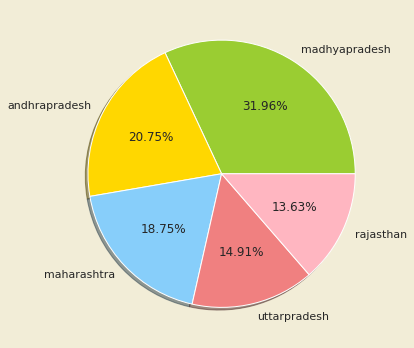 madhyapradesh
31.96%
andhrapradesh
20.75%
maharashtra
18.75%
uttarpradesh
14.91%
rajasthan
13.63%